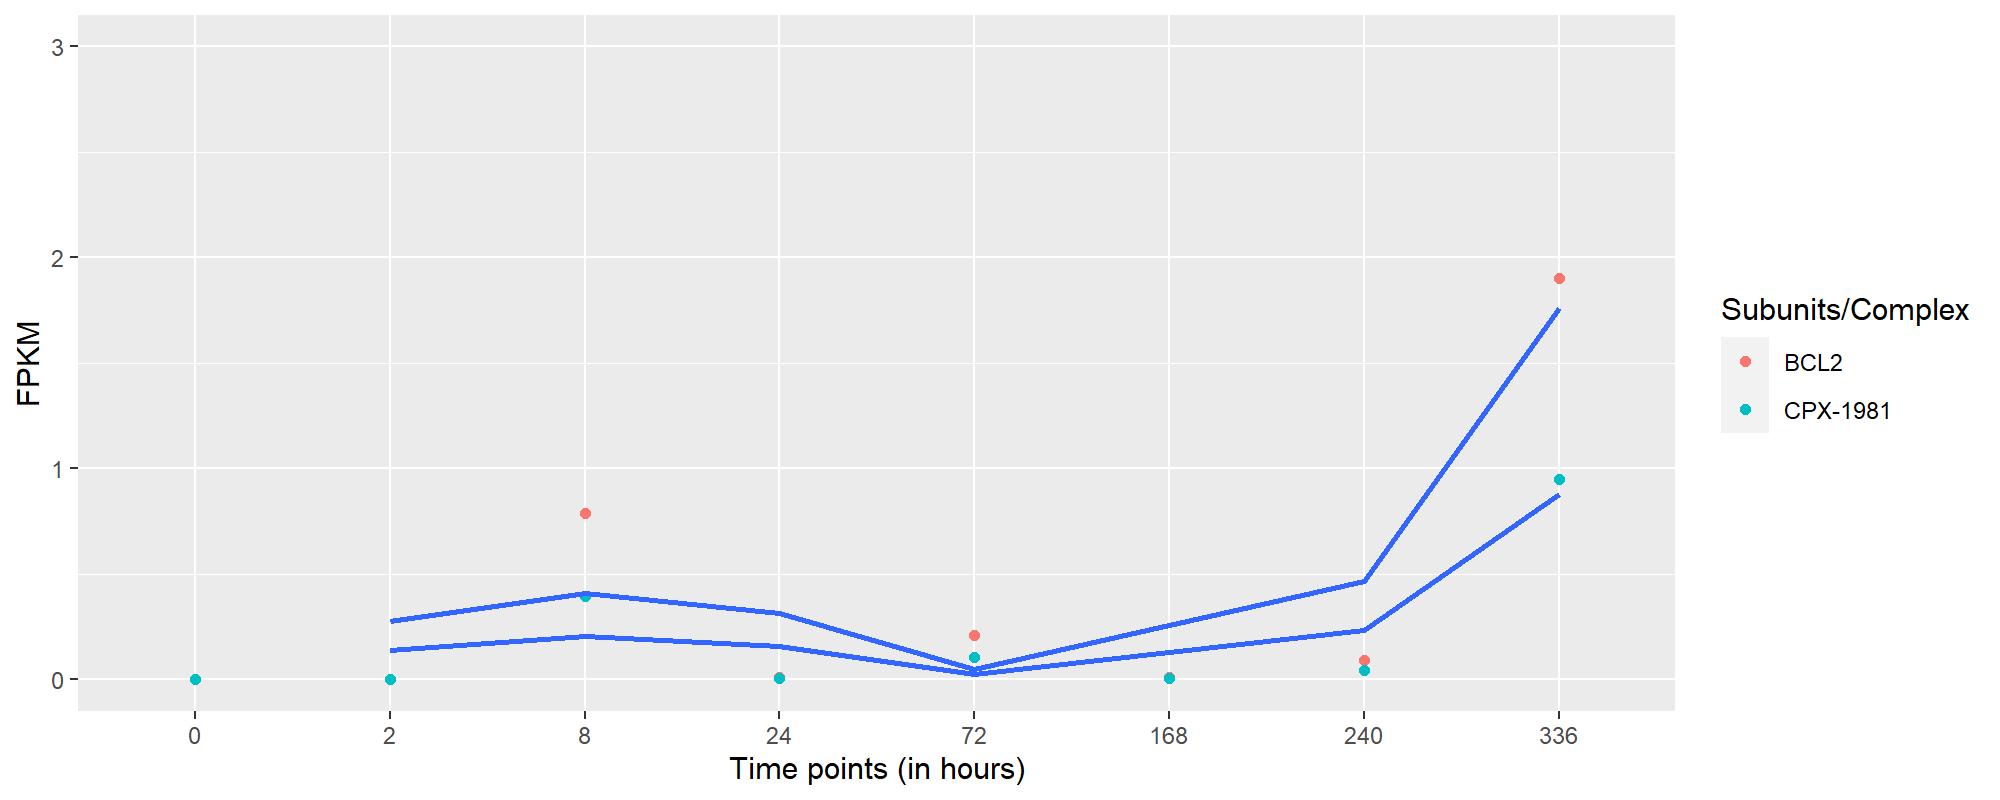 3
2
1
0
FPKM
0 2 8 24 72 168 240 336
Time points (in hours)
Subunits/Complex
BCL2
CPX-1981